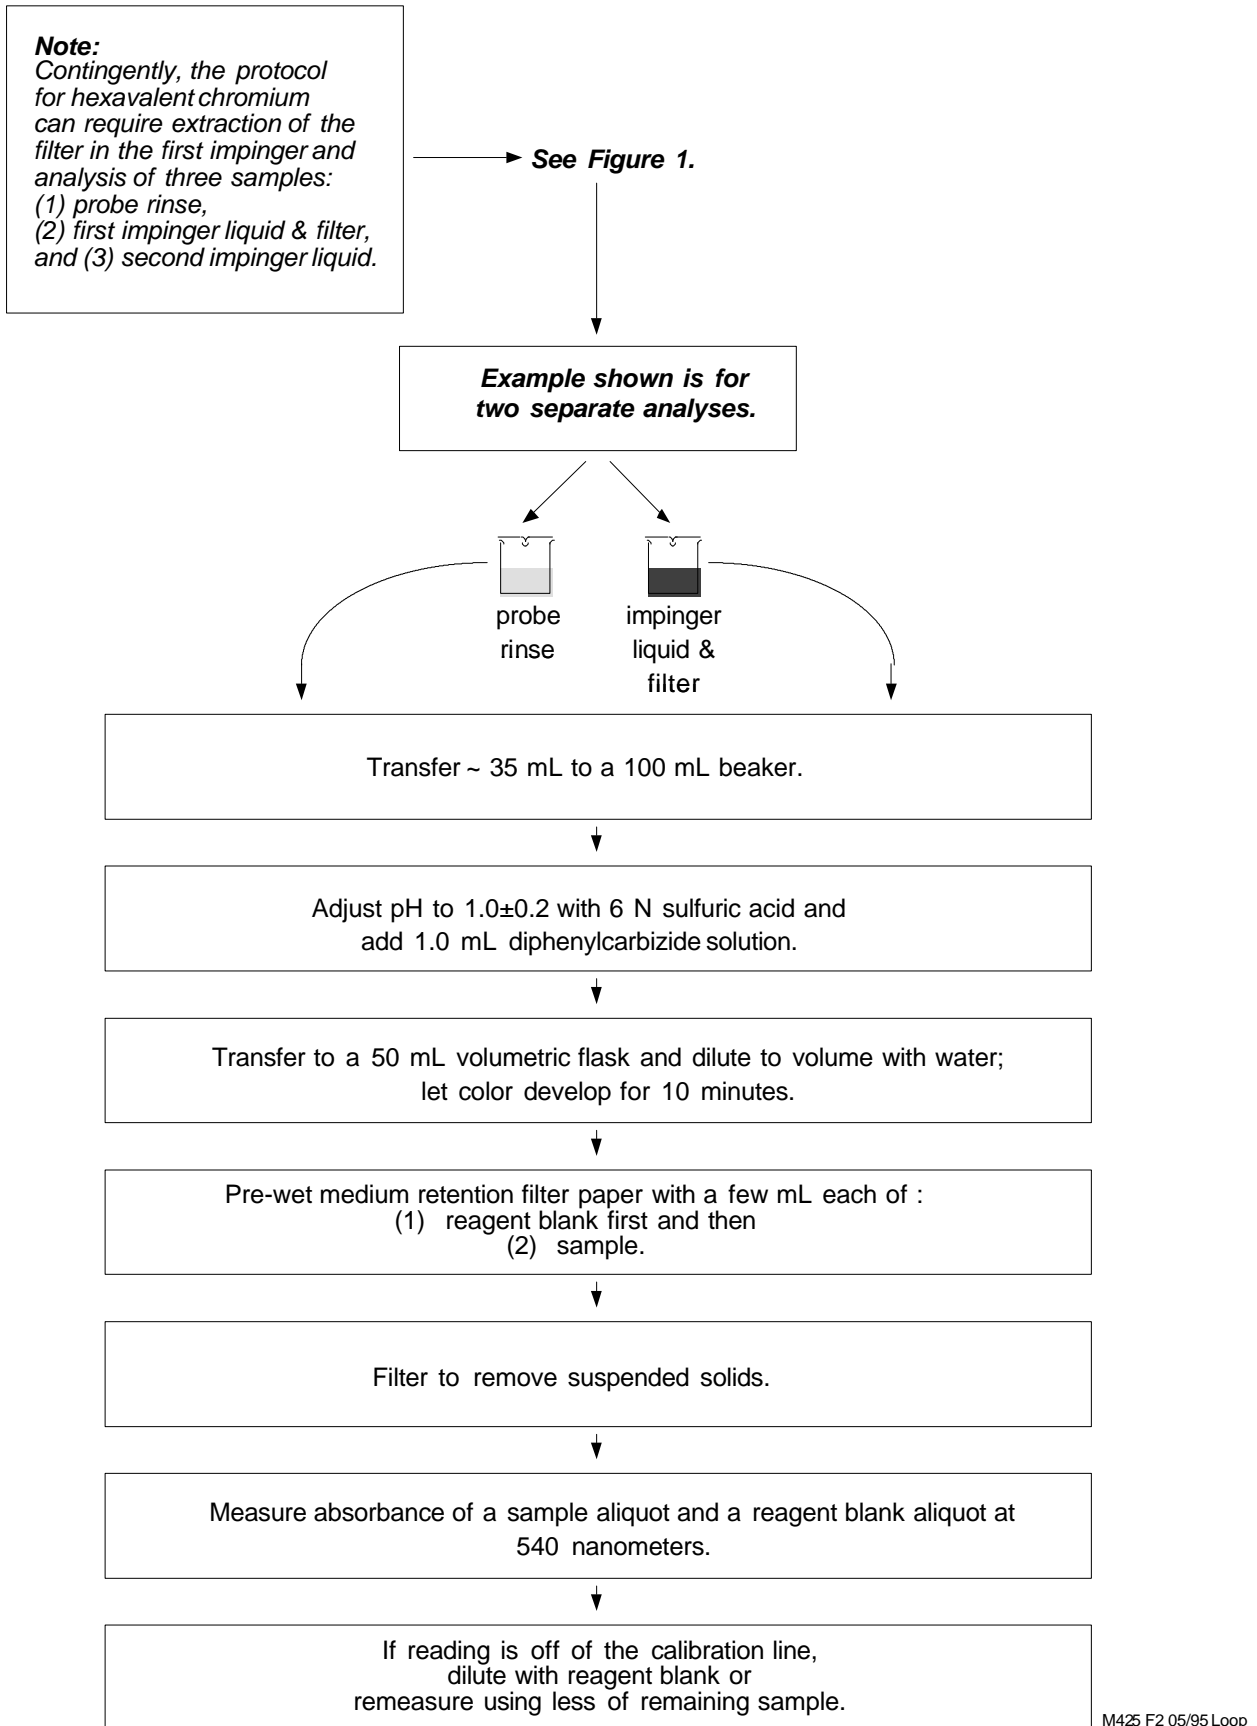 Note:
Contingently, the protocol
for hexavalent chromium
can require extraction of the
filter in the first impinger and
analysis of three samples:
(1) probe rinse,
(2) first impinger liquid & filter,
and (3) second impinger liquid.
See Figure 1.
Example shown is for
two separate analyses.
probe
rinse
impinger
liquid &
filter
Transfer ~ 35 mL to a 100 mL beaker.
Adjust pH to 1.0±0.2 with 6 N sulfuric acid and
add 1.0 mL diphenylcarbizide solution.
Transfer to a 50 mL volumetric flask and dilute to volume with water;
let color develop for 10 minutes.
Pre-wet medium retention filter paper with a few mL each of :
(1) reagent blank first and then
(2) sample.
Filter to remove suspended solids.
Measure absorbance of a sample aliquot and a reagent blank aliquot at
540 nanometers.
If reading is off of the calibration line,
dilute with reagent blank or
remeasure using less of remaining sample.
M425 F2 05/95 Loop